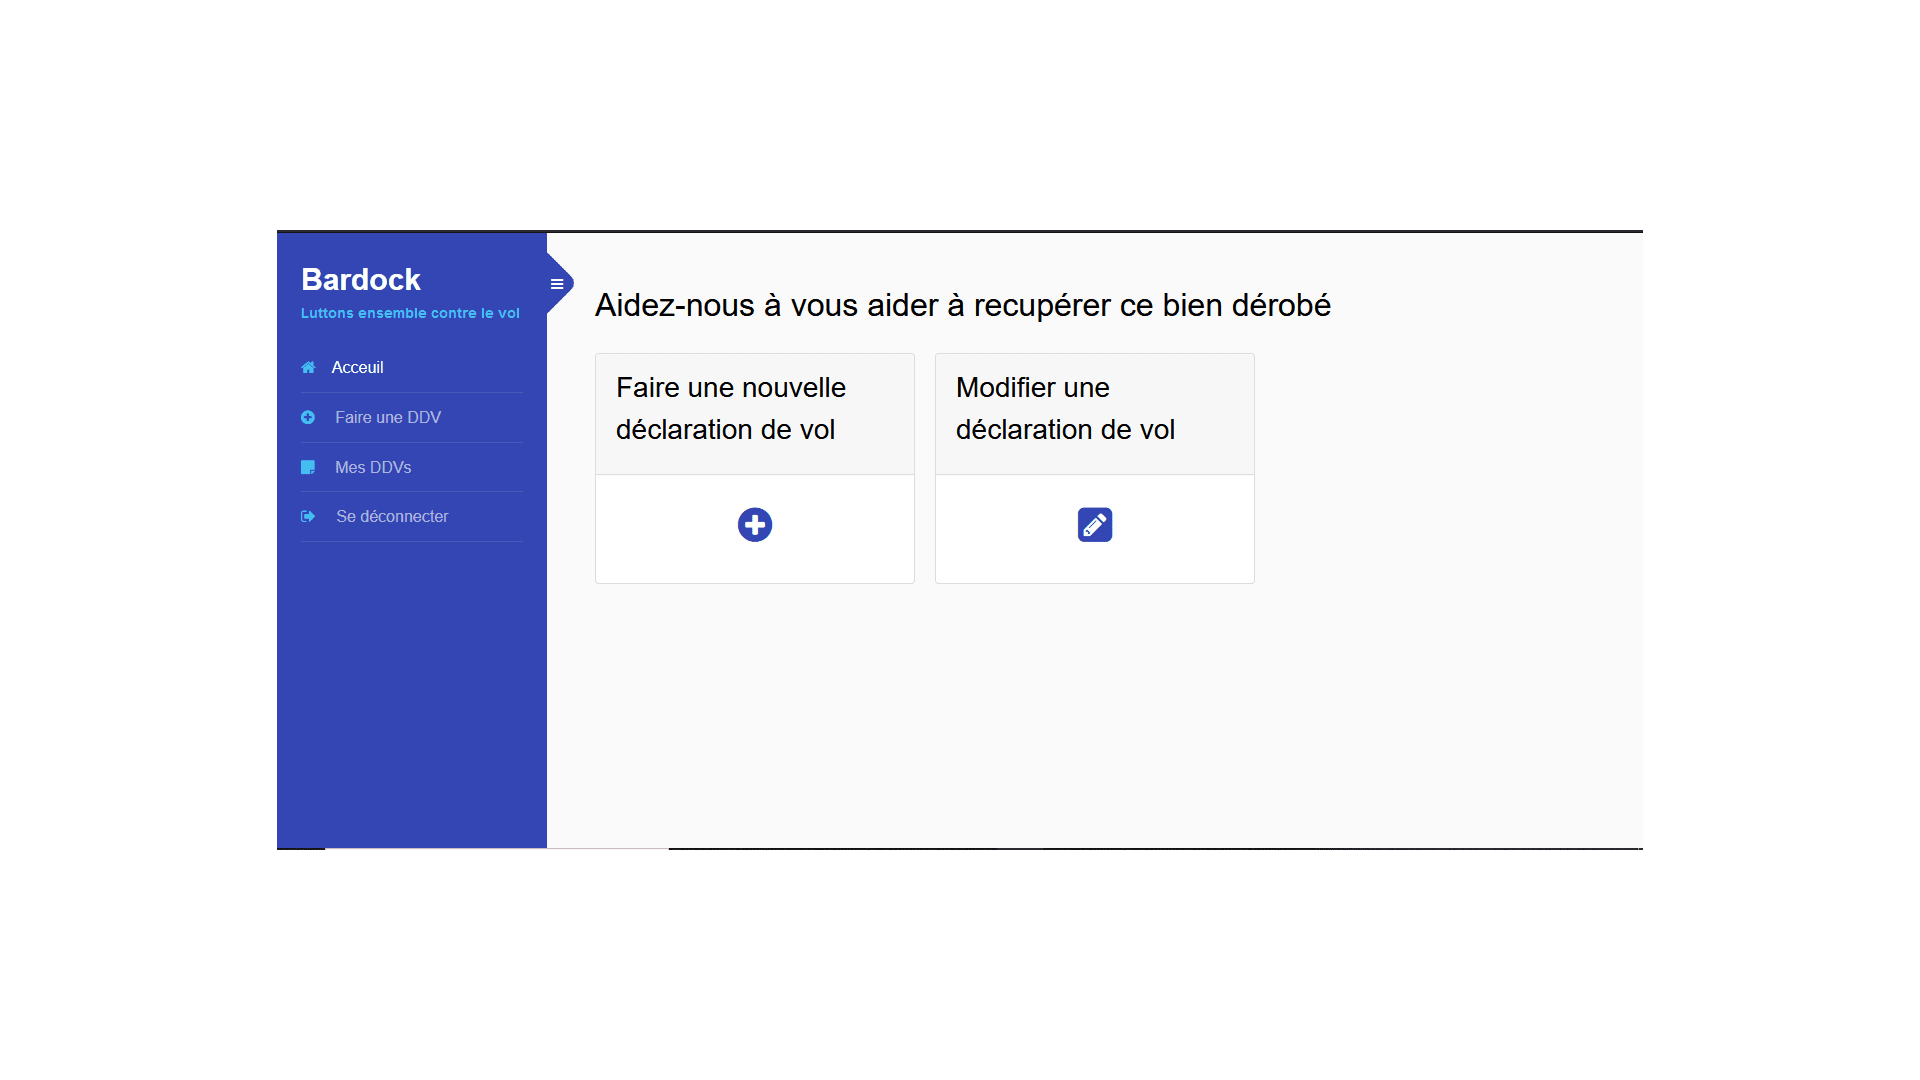 Bardock
Luttons ensemble contre le vol
Acceuil
Faire une DDV
Mes DDVs
Se déconnecter
Aidez-nous à vous aider à recupérer ce bien dérobé
Faire une nouvelle
déclaration de vol
Modifier une
déclaration de vol